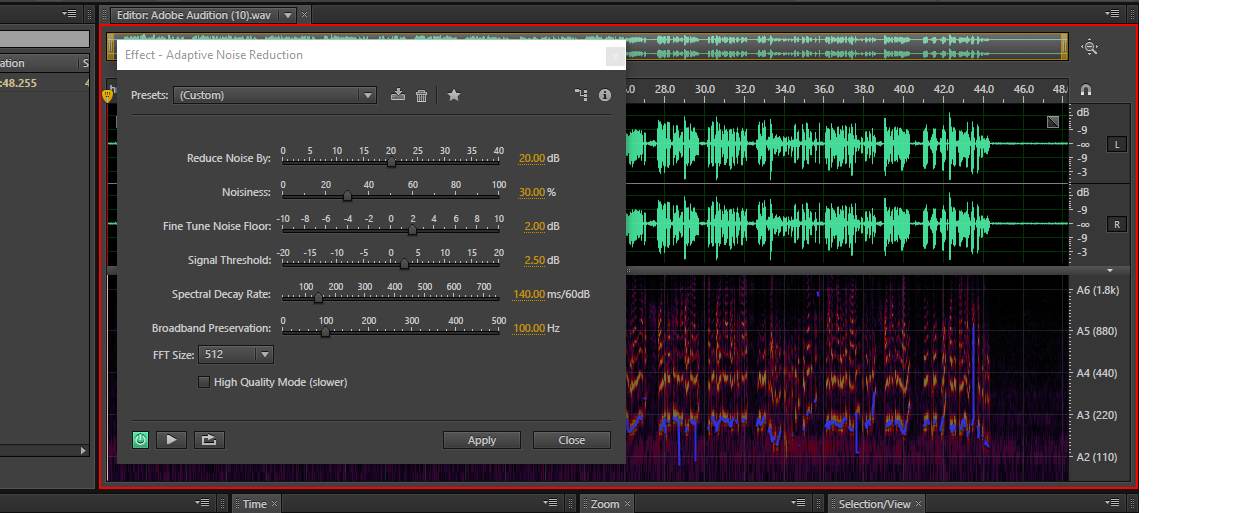 Editor: Adobe Audition (10).wav
Effect - Adaptive Noise Reduction
ation
S
:48.255
4
Presets: (Custom)
26.0 28.0 30.0 32.0 34.0 36.0 38.0 40.0 42.0 44.0 46.0 48.
Reduce Noise By: 0 5 10 15 20 25 30 35 40 20.00 dB
Noisiness: 0 20 40 60 80 100 30.00 %
Fine Tune Noise Floor: -10 -8 -6 -4 -2 0 2 4 6 8 10 2.00 dB
Signal Threshold: -20 -15 -10 -5 0 5 10 15 20 2.50 dB
Spectral Decay Rate: 100 200 300 400 500 600 700 140.00 ms/60dB
Broadband Preservation: 0 100 200 300 400 500 100.00 Hz
FFT Size: 512
High Quality Mode (slower)
Apply
Close
dB
-9
-∞
-9
-3
L
dB
-9
-∞
-9
-3
R
A6 (1.8k)
A5 (880)
A4 (440)
A3 (220)
A2 (110)
Time
Zoom
Selection/View